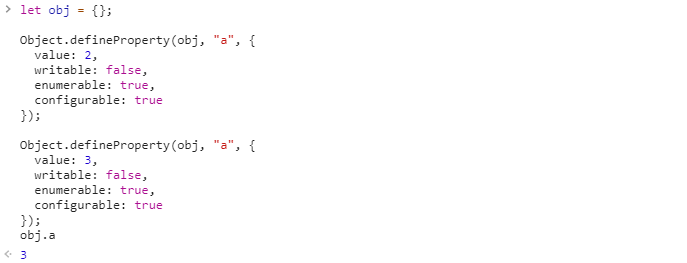 > let obj = {};

Object.defineProperty(obj, "a", {
  value: 2,
  writable: false,
  enumerable: true,
  configurable: true
});

Object.defineProperty(obj, "a", {
  value: 3,
  writable: false,
  enumerable: true,
  configurable: true
});
obj.a
<· 3